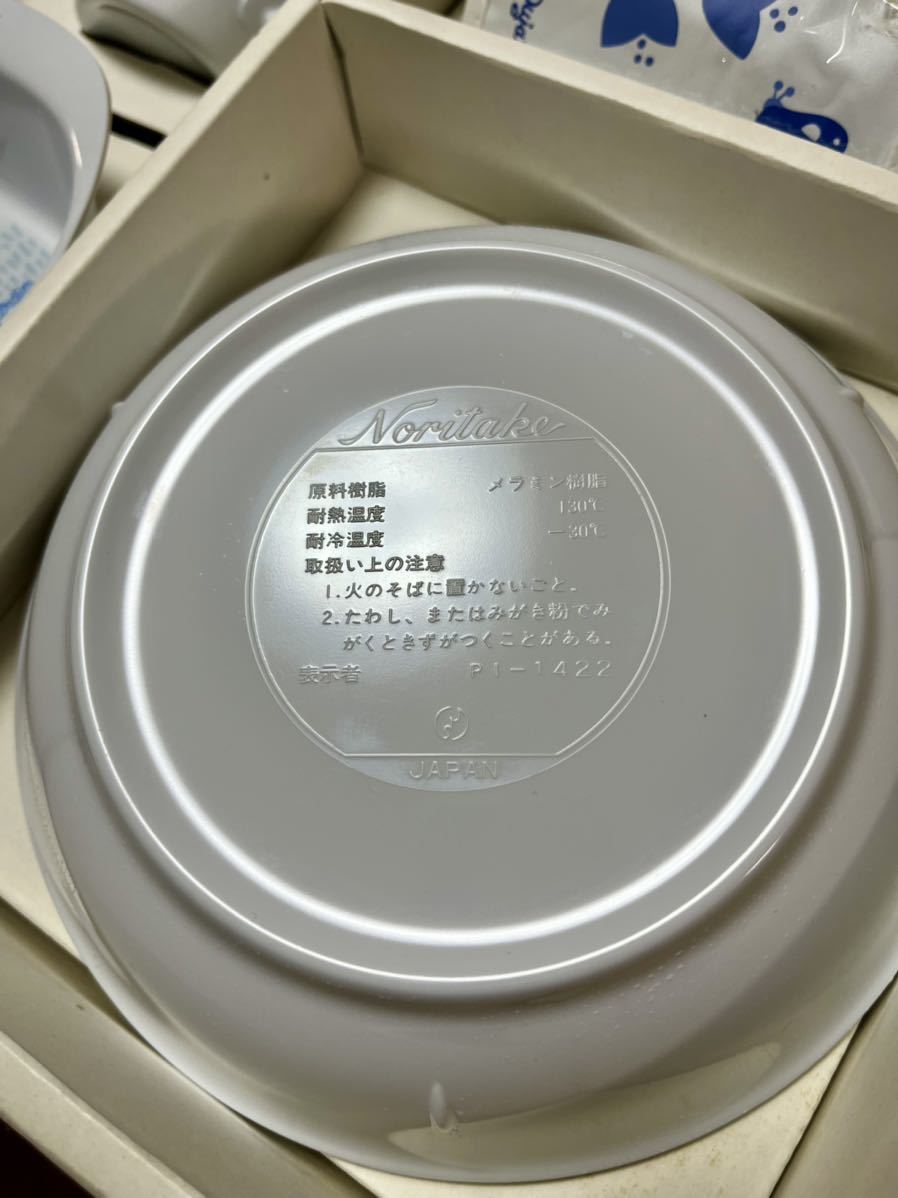 Noritake
原料樹脂 メラミン樹脂
耐熱温度 130℃
耐冷温度 −30℃
取扱い上の注意
1.火のそばに置かないこと。
2.たわし、またはみがき粉でみ
がくときずがつくことがある。
表示者 PI-1422
JAPAN